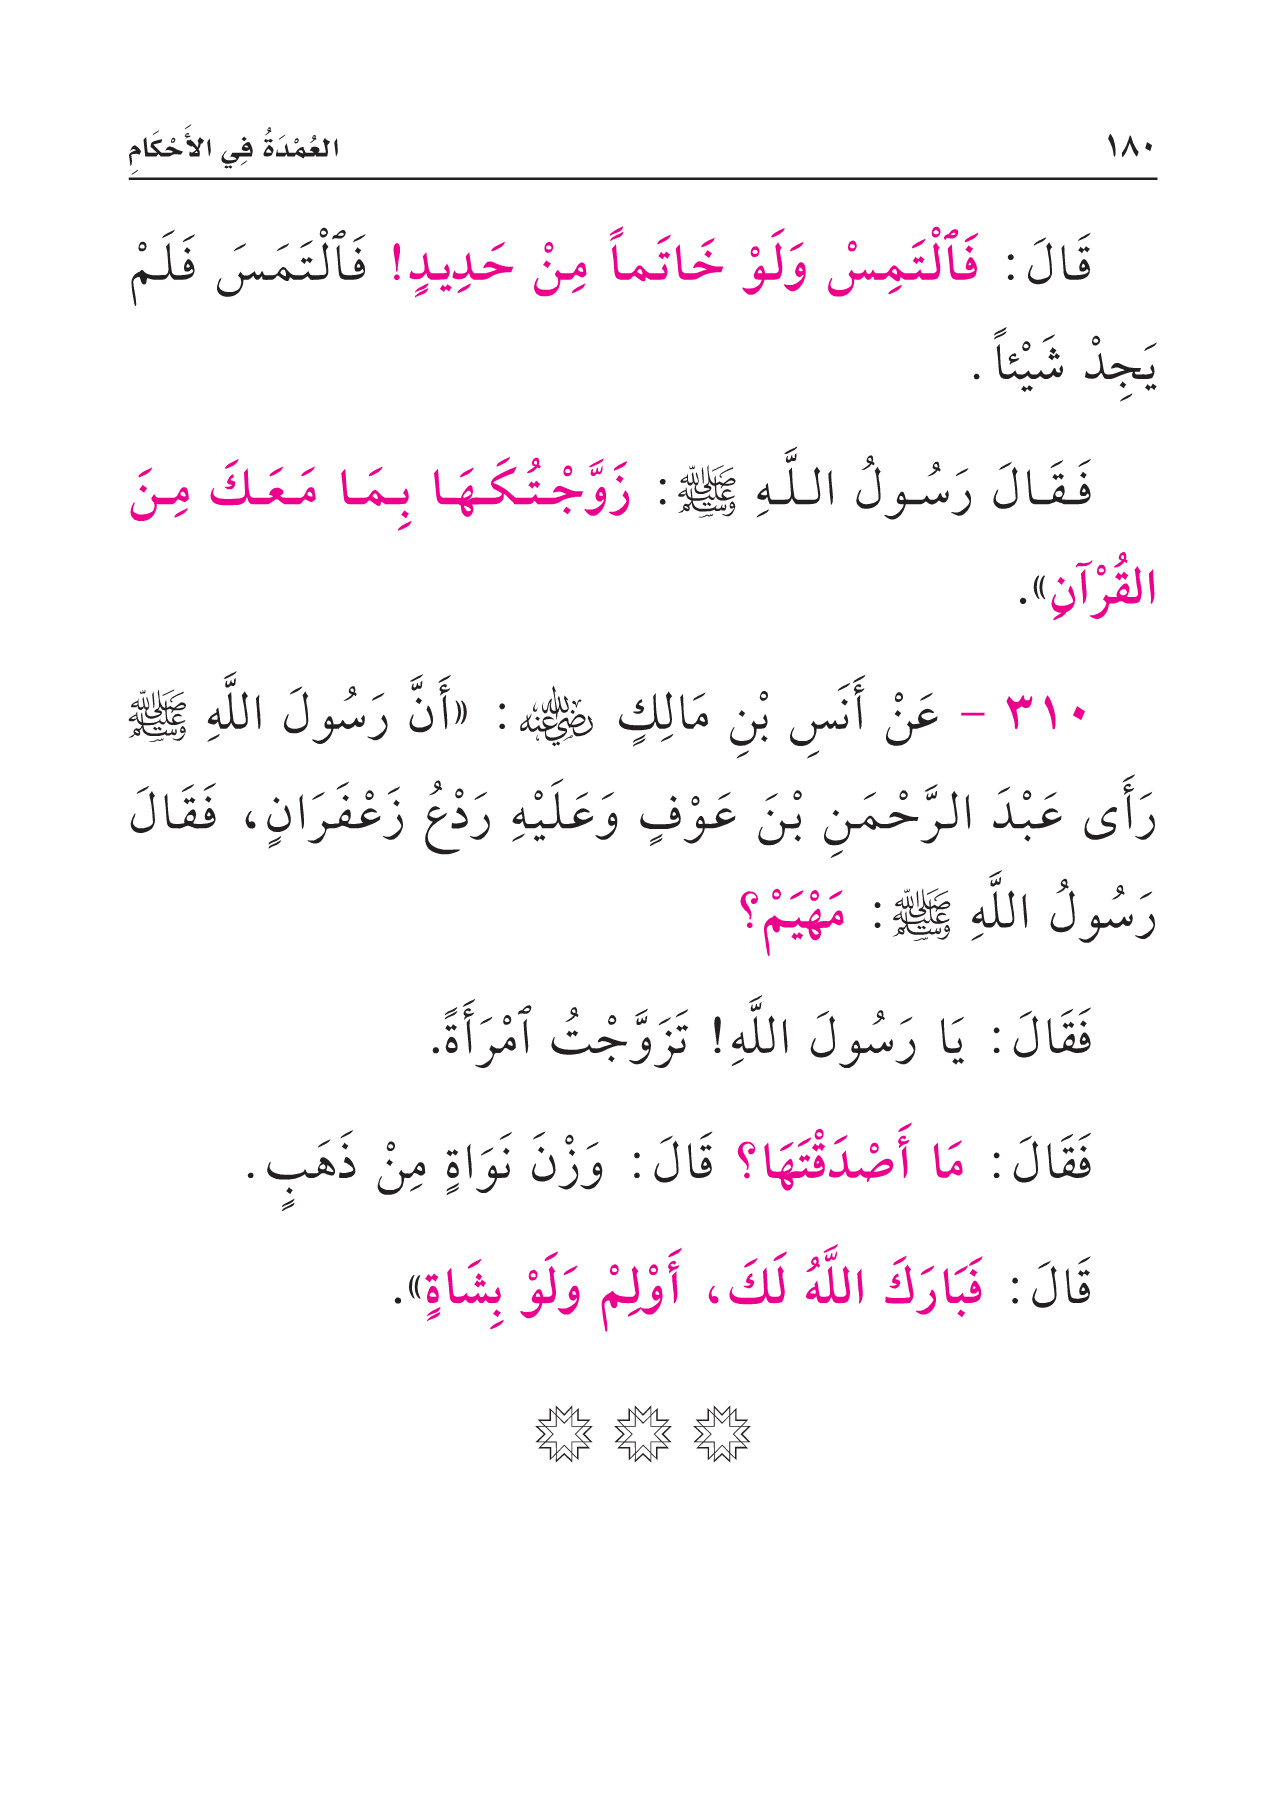 ١٨٠ العُمْدَةُ فِي الأَحْكَامِ
قَالَ: فَٱلْتَمِسْ وَلَوْ خَاتَماً مِنْ حَدِيدٍ! فَٱلْتَمَسَ فَلَمْ
يَجِدْ شَيْئاً.
فَقَالَ رَسُولُ اللَّهِ ﷺ: زَوَّجْتُكَهَا بِمَا مَعَكَ مِنَ
القُرْآنِ».
٣١٠ - عَنْ أَنَسِ بْنِ مَالِكٍ رضي الله عنه: «أَنَّ رَسُولَ اللَّهِ ﷺ
رَأَى عَبْدَ الرَّحْمَنِ بْنَ عَوْفٍ وَعَلَيْهِ رَدْعُ زَعْفَرَانٍ، فَقَالَ
رَسُولُ اللَّهِ ﷺ: مَهْيَمْ؟
فَقَالَ: يَا رَسُولَ اللَّهِ! تَزَوَّجْتُ ٱمْرَأَةً.
فَقَالَ: مَا أَصْدَقْتَهَا؟ قَالَ: وَزْنَ نَوَاةٍ مِنْ ذَهَبٍ.
قَالَ: فَبَارَكَ اللَّهُ لَكَ، أَوْلِمْ وَلَوْ بِشَاةٍ».